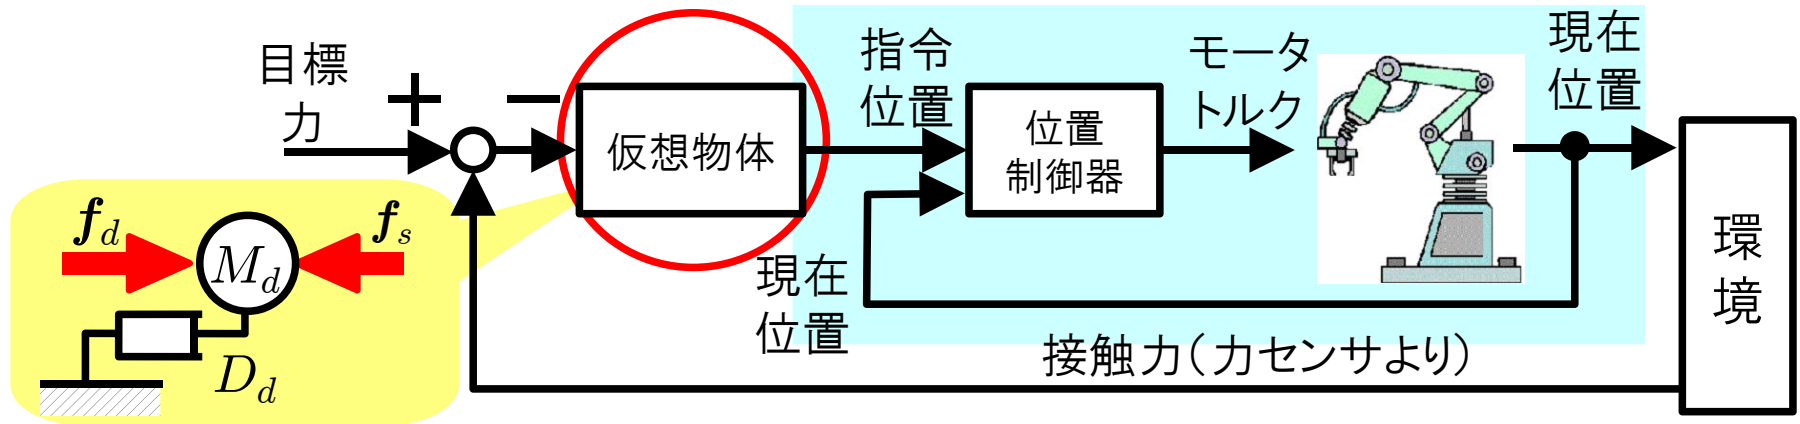 目標
力
+
−
仮想物体
指令
位置
位置
制御器
モータ
トルク
現在
位置
環
境
現在
位置
接触力(力センサより)
f_d
f_s
M_d
D_d